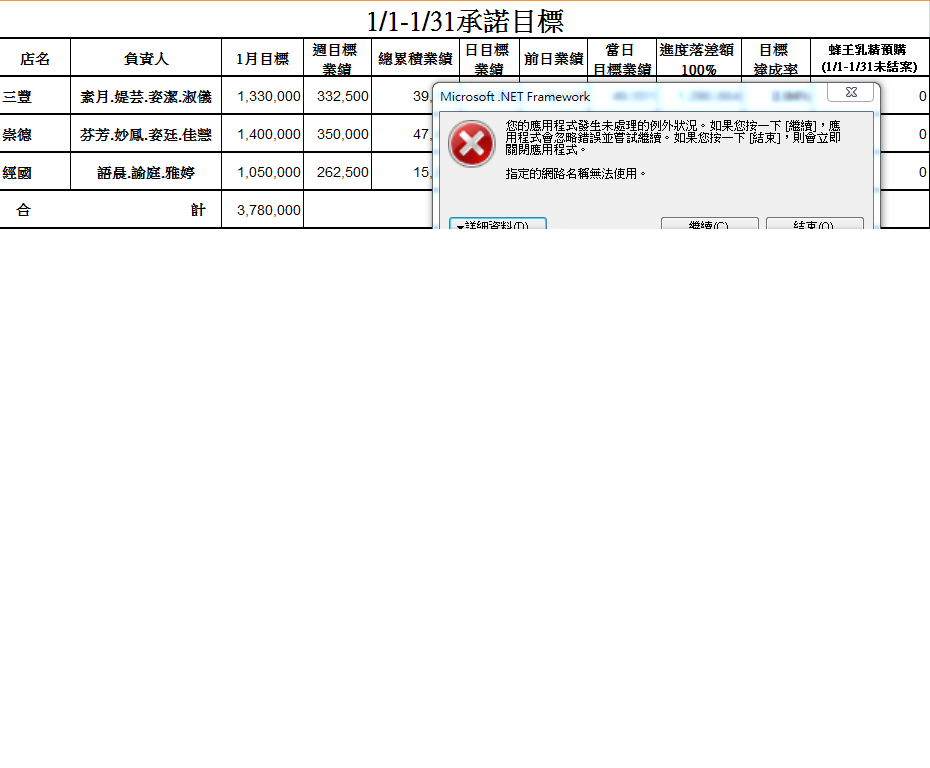 1/1-1/31承諾目標
店名 負責人 1月目標 週目標業績 總累積業績 日目標業績 前日業績 當日目標業績 進度落差額100% 目標達成率 蜂王乳精預購(1/1-1/31未結案)
三豐 素月.媞芸.姿潔.淑儀 1,330,000 332,500 39, 0
崇德 芬芳.妙鳳.姿廷.佳慧 1,400,000 350,000 47, 0
經國 語晨.諭庭.雅婷 1,050,000 262,500 15, 0
合計 3,780,000
Microsoft .NET Framework
您的應用程式發生未處理的例外狀況。如果您按一下 [繼續]，應
用程式會忽略錯誤並嘗試繼續。如果您按一下 [結束]，則會立即
關閉應用程式。
指定的網路名稱無法使用。
詳細資料(D) 繼續(C) 結束(Q)